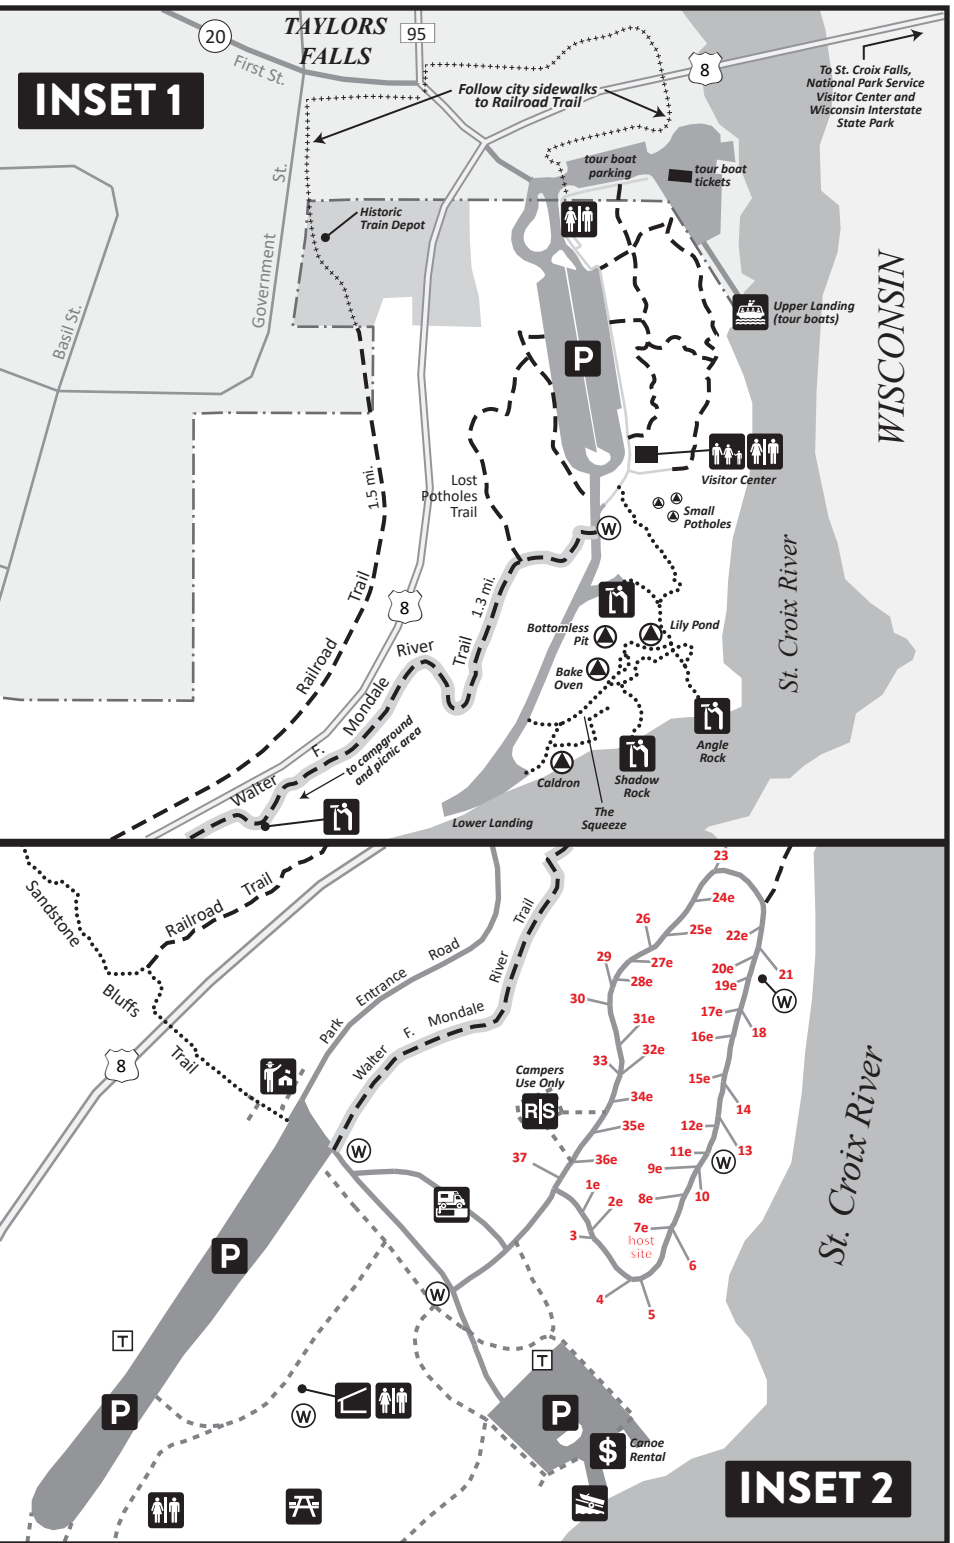 INSET 1
20
TAYLORS
FALLS
95
First St.
8
To St. Croix Falls,
National Park Service
Visitor Center and
Wisconsin Interstate
State Park
Follow city sidewalks
to Railroad Trail
tour boat
parking
tour boat
tickets
Historic
Train Depot
Government
St.
Basil St.
Upper Landing
(tour boats)
WISCONSIN
P
Visitor Center
Lost
Potholes
Trail
1.5 mi.
Small
Potholes
W
St. Croix River
Railroad
Trail
8
1.3 mi.
Bottomless
Pit
Lily Pond
Bake
Oven
Walter
F.
Mondale
River
Trail
to campground
and picnic area
Angle
Rock
Shadow
Rock
Caldron
The
Squeeze
Lower Landing
Sandstone
Bluffs
Trail
Railroad
Trail
8
Park
Entrance
Road
Walter
F.
Mondale
River
Trail
23
24e
26
25e
22e
29
27e
20e
21
28e
19e
W
30
17e
31e
18
16e
33
32e
Campers
Use Only
R|S
15e
34e
14
35e
12e
13
W
37
36e
11e
W
9e
1e
8e
10
2e
7e
host
site
3
6
4
5
P
W
T
T
P
W
P
$
Canoe
Rental
St. Croix River
INSET 2